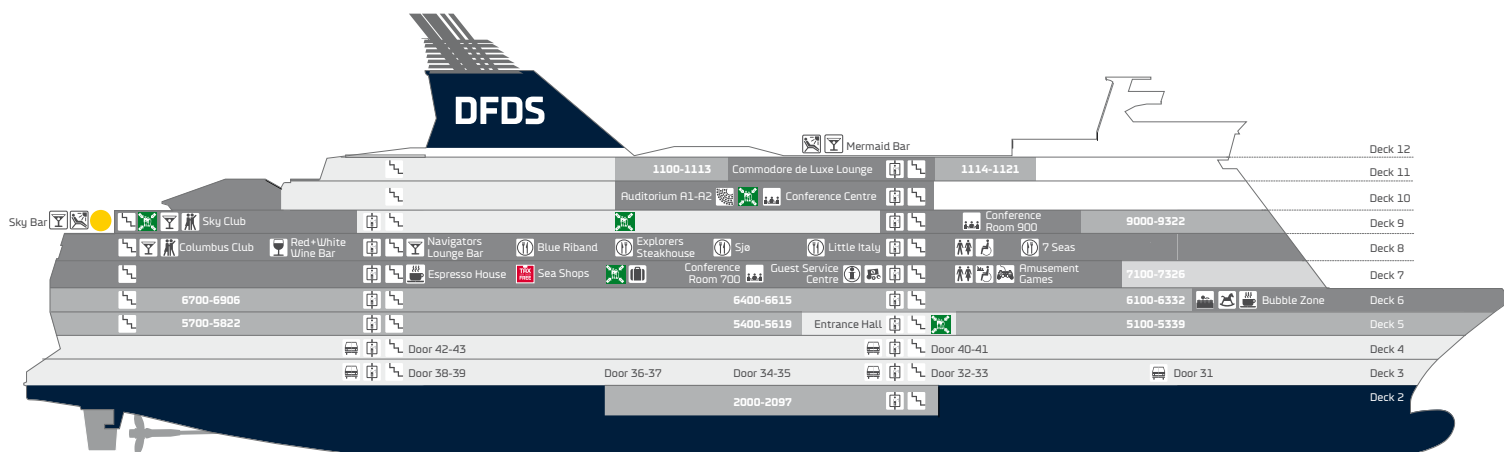 DFDS
Mermaid Bar
Deck 12
1100-1113
Commodore de Luxe Lounge
1114-1121
Deck 11
Auditorium A1-A2
Conference Centre
Deck 10
Sky Bar
Sky Club
Conference
Room 900
9000-9322
Deck 9
Columbus Club
Red+White
Wine Bar
Navigators
Lounge Bar
Blue Riband
Explorers
Steakhouse
Sjø
Little Italy
7 Seas
Deck 8
Espresso House
TAX
FREE
Sea Shops
Conference
Room 700
Guest Service
Centre
Amusement
Games
7100-7326
Deck 7
6700-6906
6400-6615
6100-6332
Bubble Zone
Deck 6
5700-5822
5400-5619
Entrance Hall
5100-5339
Deck 5
Door 42-43
Door 40-41
Deck 4
Door 38-39
Door 36-37
Door 34-35
Door 32-33
Door 31
Deck 3
2000-2097
Deck 2